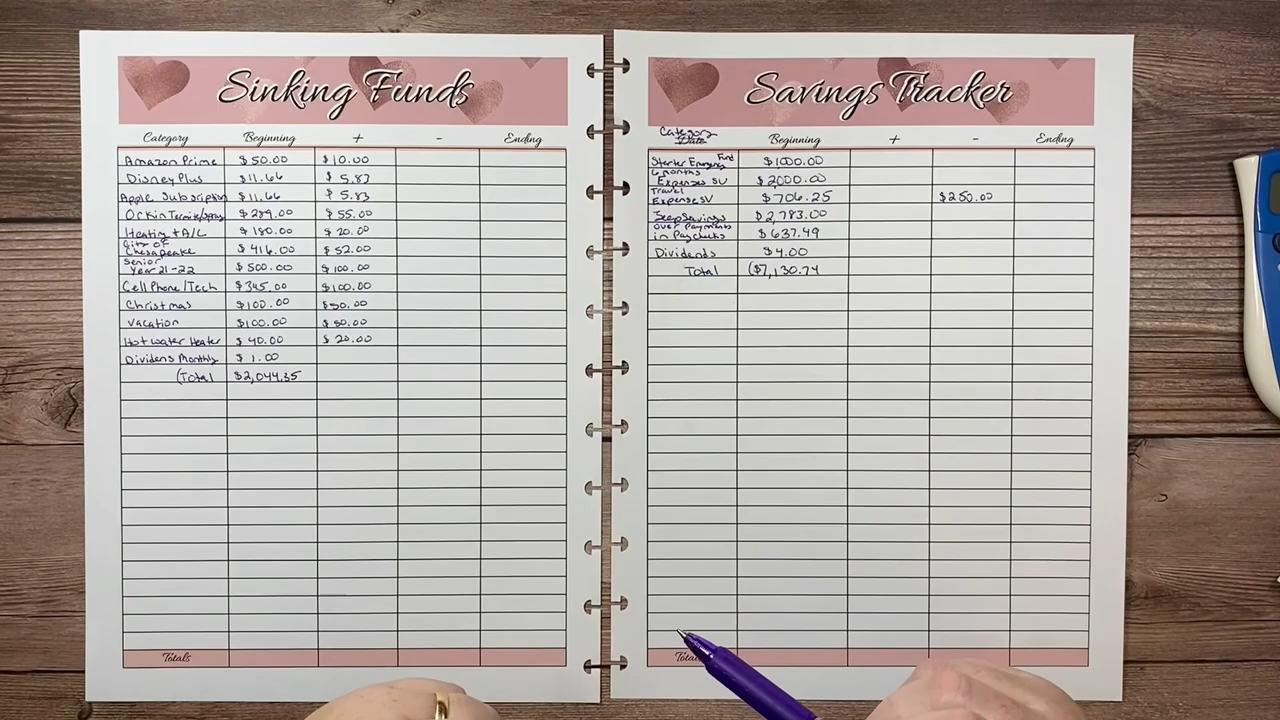 Sinking Funds
Category Beginning + - Ending
Amazon Prime $50.00 $10.00
Disney Plus $11.66 $5.83
Apple Subscription $11.66 $5.83
Orkin Termite/Spray $289.00 $55.00
Heating + A/C $180.00 $20.00
City of
Chesapeake $416.00 $52.00
Senior
Year 21-22 $500.00 $100.00
Cell Phone/Tech $345.00 $100.00
Christmas $100.00 $50.00
Vacation $100.00 $50.00
Hot Water Heater $40.00 $20.00
Dividens Monthly $1.00
(Total $2,044.35
Totals
Savings Tracker
Category
Date Beginning + - Ending
Starter Emergency Fund $1000.00
6 months
Expenses SV $2000.00
Travel
Expense SV $706.25 $250.00
Savings $2,783.00
Over Payments
in Paychecks $637.49
Dividends $4.00
Total ($7,130.74
Totals